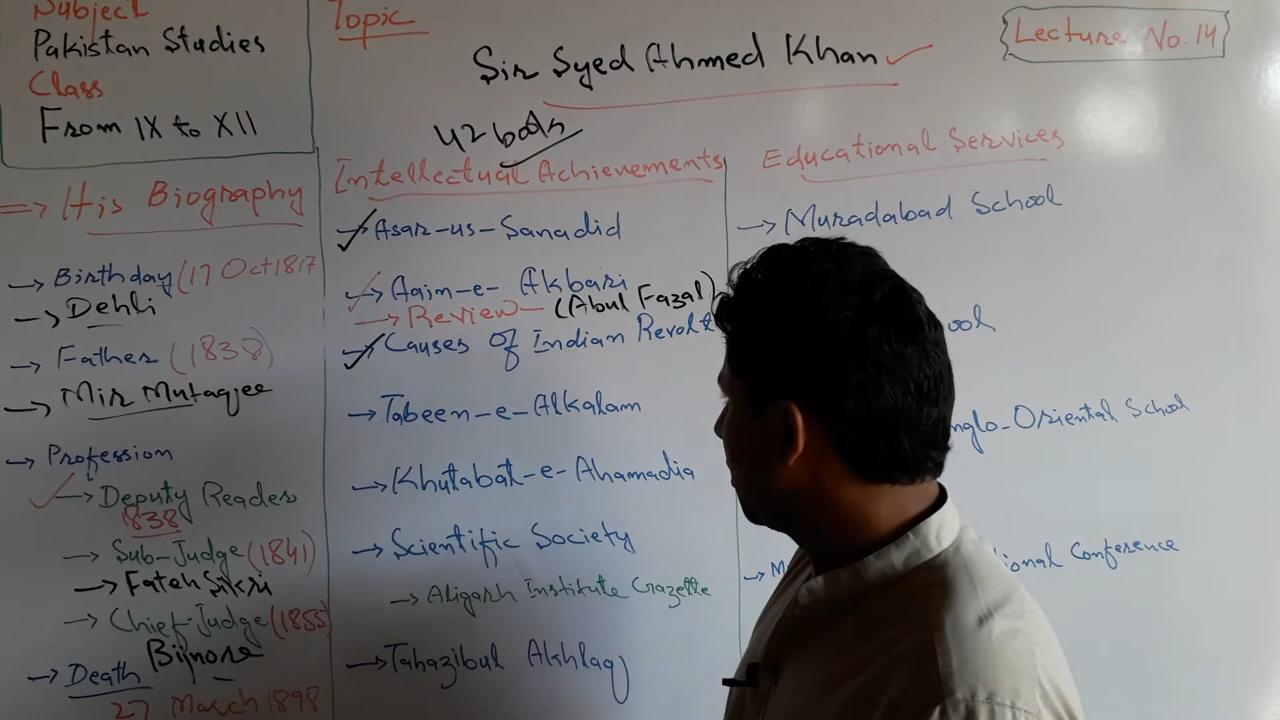 Subject
Pakistan Studies
Class
From IX to XII
Topic
Sir Syed Ahmed Khan
Lecture No.14
=> His Biography
→ Birthday (17 Oct 1817
→ Dehli
→ Father (1838)
→ Mir Mutaqee
→ Profession
→ Deputy Reader
1838
→ Sub-Judge (1841)
→ Fateh Sikri
→ Chief-Judge (1855)
Bijnore
→ Death
27 March 1898
42 books
Intellectual Achievements
→ Asar-us-Sanadid
→ Aain-e-Akbari
→ Review - (Abul Fazal)
→ Causes Of Indian Revolt
→ Tabeen-e-Alkalam
→ Khutabat-e-Ahamadia
→ Scientific Society
→ Aligarh Institute Gazette
→ Tahazibul Akhlaq
Educational Services
→ Muradabad School
ool
nglo-Oriental School
→ M ional Conference